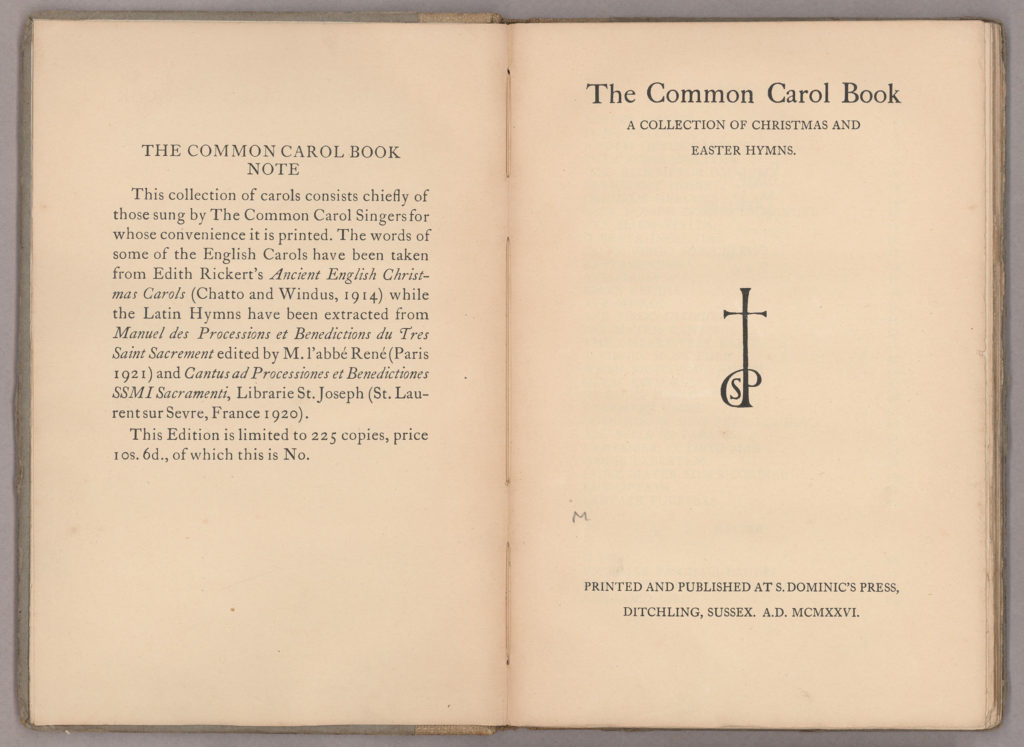 THE COMMON CAROL BOOK
NOTE
This collection of carols consists chiefly of
those sung by The Common Carol Singers for
whose convenience it is printed. The words of
some of the English Carols have been taken
from Edith Rickert's Ancient English Christ-
mas Carols (Chatto and Windus, 1914) while
the Latin Hymns have been extracted from
Manuel des Processions et Benedictions du Tres
Saint Sacrement edited by M. l'abbé René (Paris
1921) and Cantus ad Processiones et Benedictiones
SSMI Sacramenti, Librarie St. Joseph (St. Lau-
rent sur Sevre, France 1920).
This Edition is limited to 225 copies, price
10s. 6d., of which this is No.
The Common Carol Book
A COLLECTION OF CHRISTMAS AND
EASTER HYMNS.
SP
M
PRINTED AND PUBLISHED AT S. DOMINIC'S PRESS,
DITCHLING, SUSSEX. A.D. MCMXXVI.